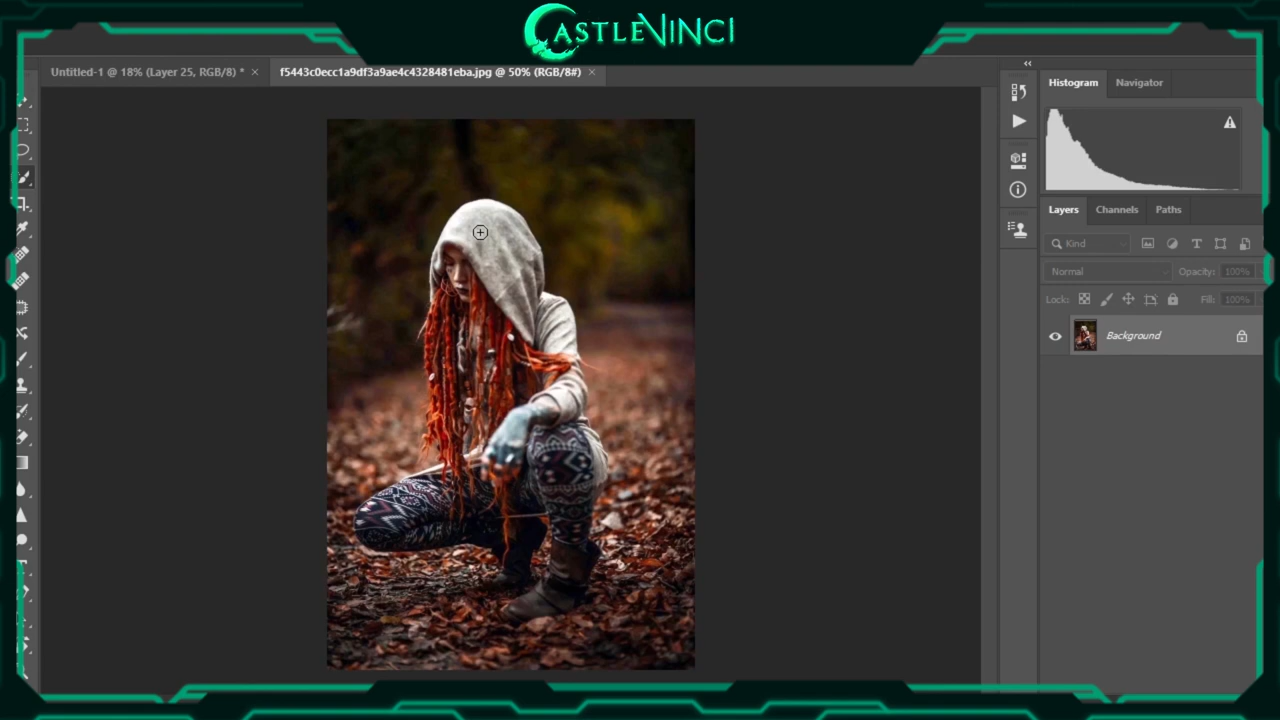 CASTLEVINCI
Untitled-1 @ 18% (Layer 25, RGB/8) *
f5443c0ecc1a9df3a9ae4c4328481eba.jpg @ 50% (RGB/8#)
Histogram
Navigator
Layers
Channels
Paths
Kind
Normal
Opacity: 100%
Lock:
Fill: 100%
Background